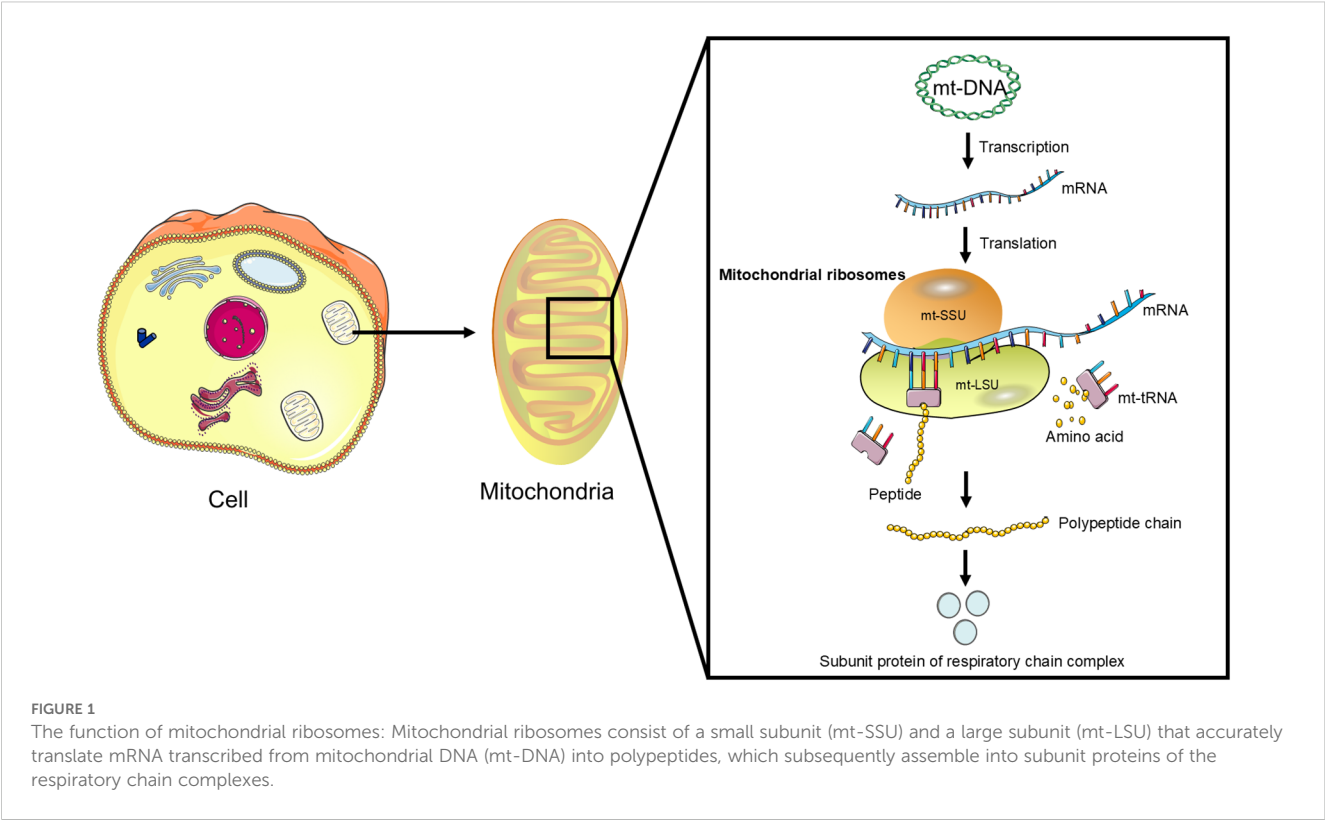 mt-DNA
Transcription
mRNA
Translation
Mitochondrial ribosomes
mt-SSU
mRNA
mt-LSU
mt-tRNA
Amino acid
Peptide
Polypeptide chain
Subunit protein of respiratory chain complex
Cell
Mitochondria
FIGURE 1
The function of mitochondrial ribosomes: Mitochondrial ribosomes consist of a small subunit (mt-SSU) and a large subunit (mt-LSU) that accurately
translate mRNA transcribed from mitochondrial DNA (mt-DNA) into polypeptides, which subsequently assemble into subunit proteins of the
respiratory chain complexes.